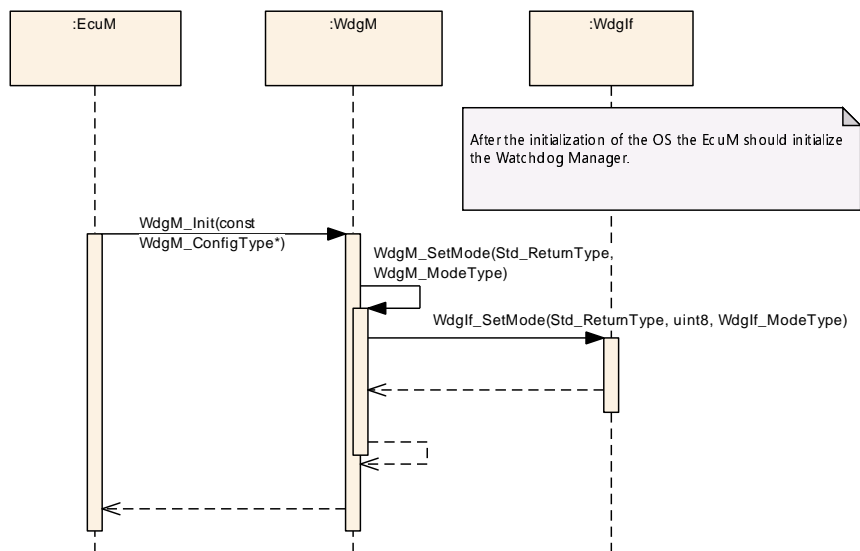 :EcuM
:WdgM
:WdgIf
After the initialization of the OS the EcuM should initialize
the Watchdog Manager.
WdgM_Init(const
WdgM_ConfigType*)
WdgM_SetMode(Std_ReturnType,
WdgM_ModeType)
WdgIf_SetMode(Std_ReturnType, uint8, WdgIf_ModeType)